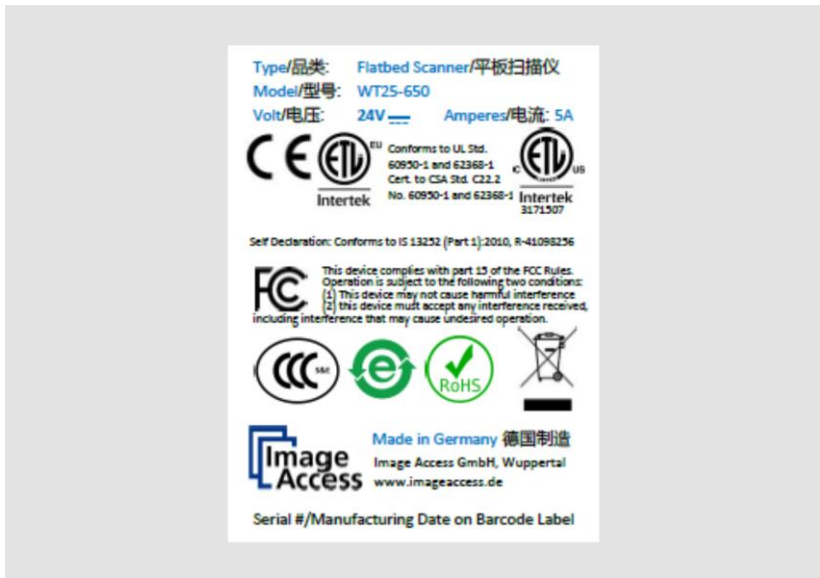 Type/品类: Flatbed Scanner/平板扫描仪
Model/型号: WT25-650
Volt/电压: 24V Amperes/电流: 5A
CE
ETL EU
Intertek
Conforms to UL Std.
60950-1 and 62368-1
Cert. to CSA Std. C22.2
No. 60950-1 and 62368-1
C ETL US
Intertek
3171507
Self Declaration: Conforms to IS 13252 (Part 1):2010, R-41098256
FC
This device complies with part 15 of the FCC Rules.
Operation is subject to the following two conditions:
(1) This device may not cause harmful interference
(2) this device must accept any interference received,
including interference that may cause undesired operation.
CCC S&E
e
RoHS
Image
Access
Made in Germany 德国制造
Image Access GmbH, Wuppertal
www.imageaccess.de
Serial #/Manufacturing Date on Barcode Label